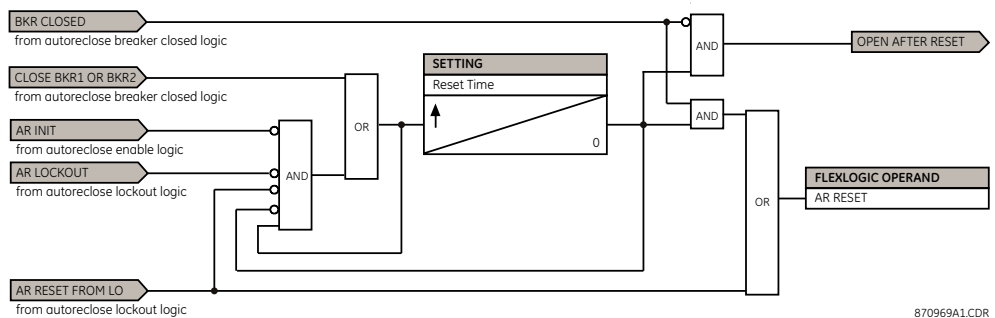 BKR CLOSED
from autoreclose breaker closed logic
AND
OPEN AFTER RESET
CLOSE BKR1 OR BKR2
from autoreclose breaker closed logic
SETTING
Reset Time
0
OR
AND
AR INIT
from autoreclose enable logic
AR LOCKOUT
from autoreclose lockout logic
AND
OR
FLEXLOGIC OPERAND
AR RESET
AR RESET FROM LO
from autoreclose lockout logic
870969A1.CDR